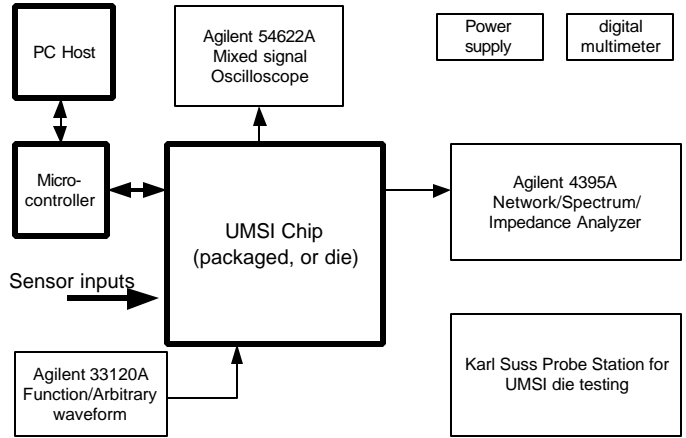 PC Host
Agilent 54622A
Mixed signal
Oscilloscope
Power
supply
digital
multimeter
Micro-
controller
UMSI Chip
(packaged, or die)
Agilent 4395A
Network/Spectrum/
Impedance Analyzer
Sensor inputs
Agilent 33120A
Function/Arbitrary
waveform
Karl Suss Probe Station for
UMSI die testing